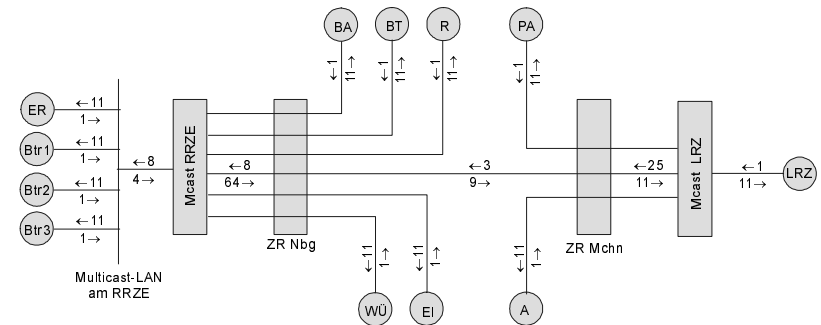 BA
BT
R
PA
←1
11→
←1
11→
←1
11→
←1
11→
ER
←11
1→
Btr1
←11
1→
Btr2
←11
1→
Btr3
←11
1→
←8
4→
Mcast RRZE
←8
64→
←3
9→
←25
11→
Mcast LRZ
←1
11→
LRZ
ZR Nbg
ZR Mchn
Multicast-LAN
am RRZE
←11
1→
←11
1→
←11
1→
WÜ
EI
A